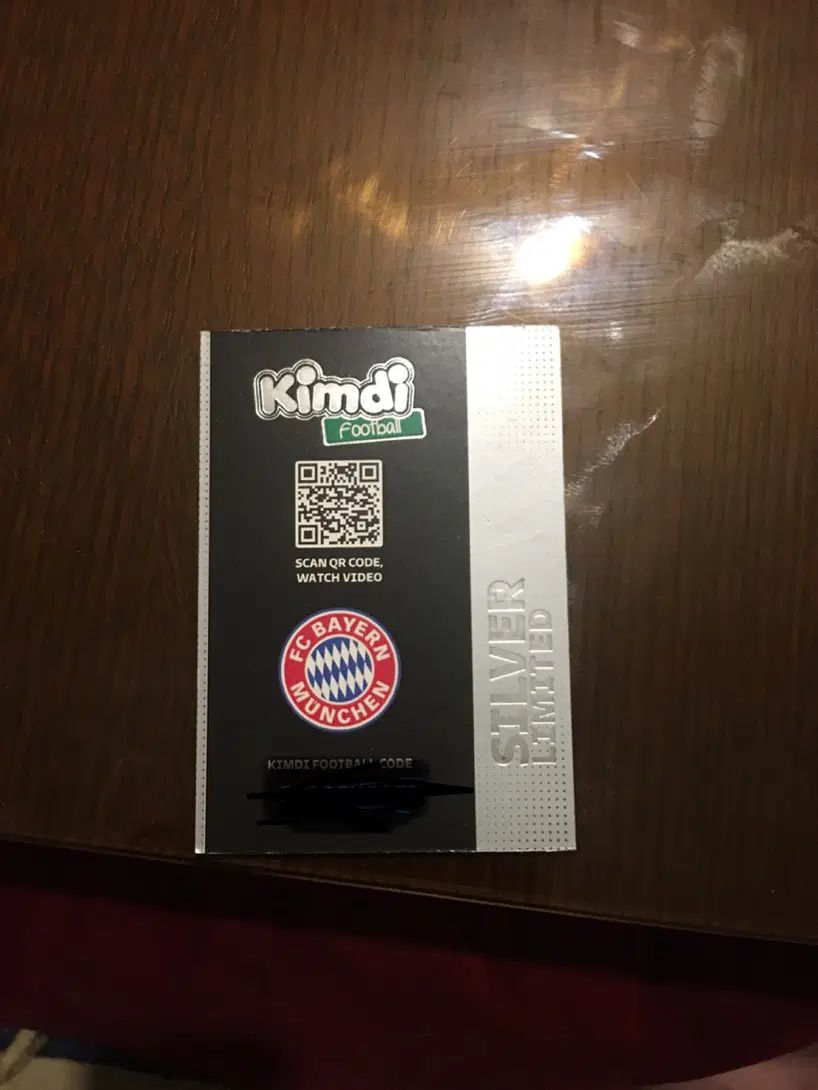 Kimdi
Football
SCAN QR CODE,
WATCH VIDEO
FC BAYERN
MÜNCHEN
KIMDI FOOTBALL CODE
SILVER
LIMITED